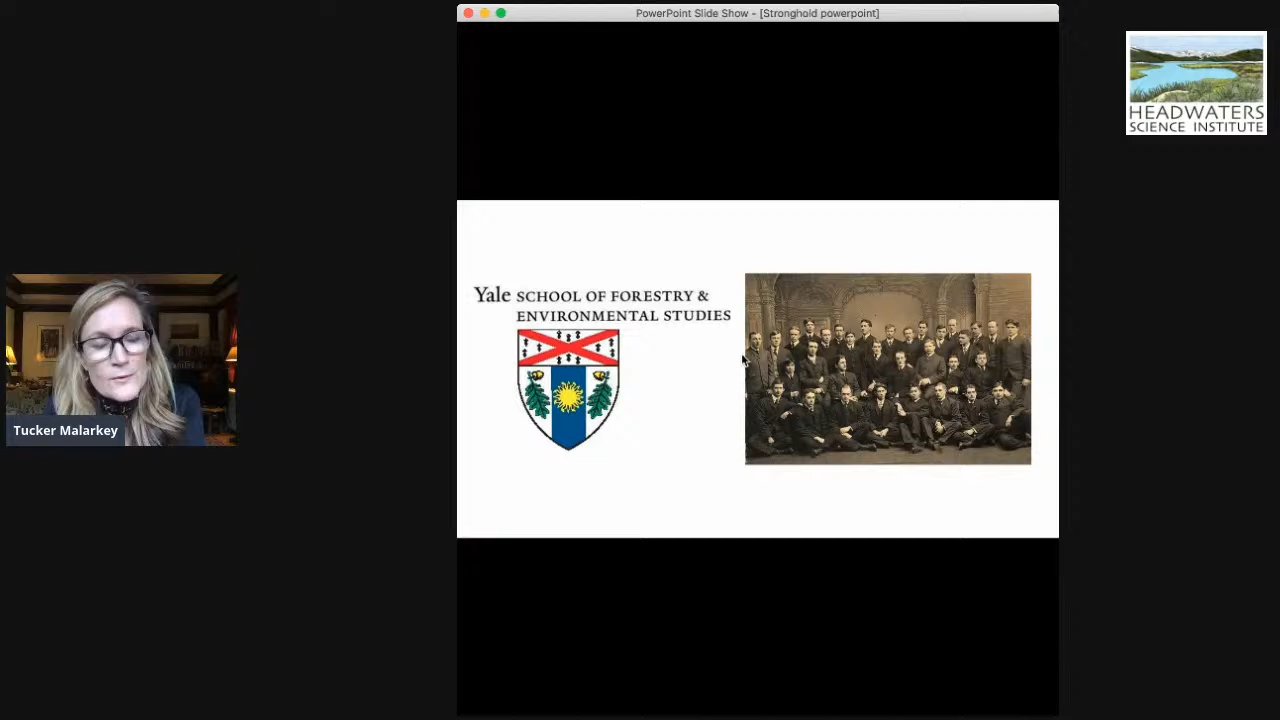 PowerPoint Slide Show - [Stronghold powerpoint]
HEADWATERS
SCIENCE INSTITUTE
Yale SCHOOL OF FORESTRY &
ENVIRONMENTAL STUDIES
Tucker Malarkey